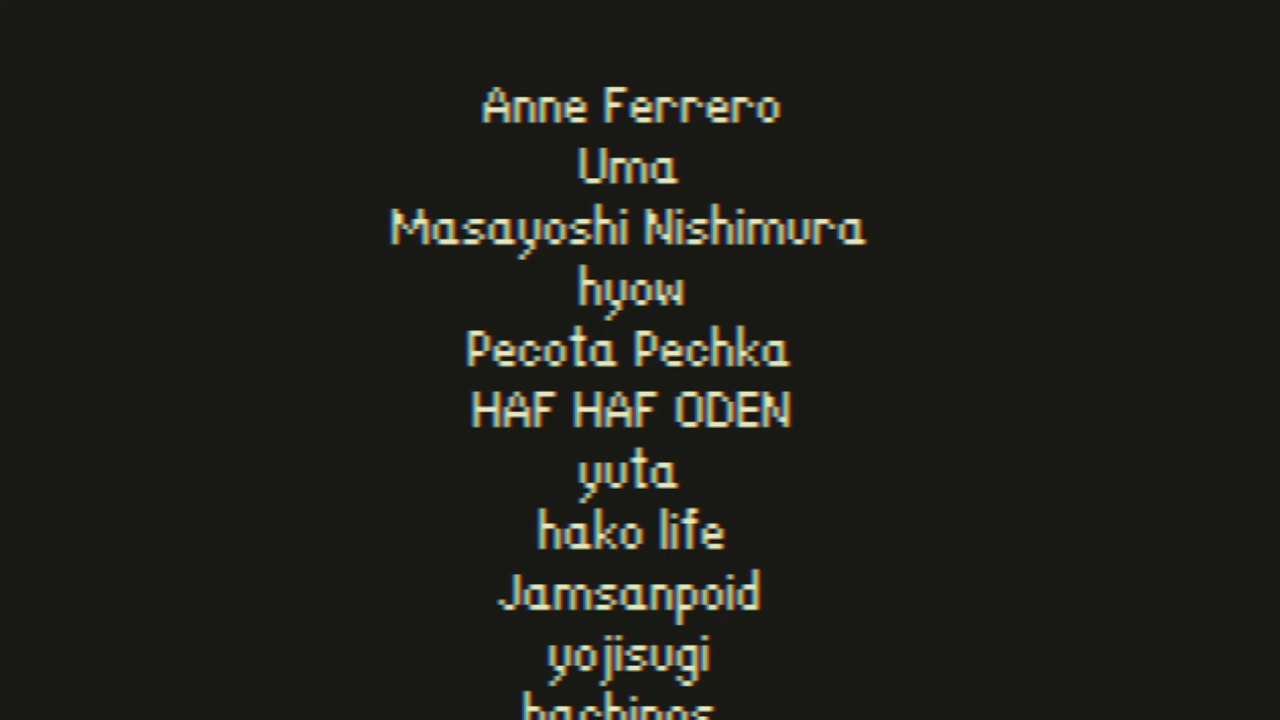 Anne Ferrero
Uma
Masayoshi Nishimura
hyow
Pecota Pechka
HAF HAF ODEN
yuta
hako life
Jamsanpoid
yojisugi